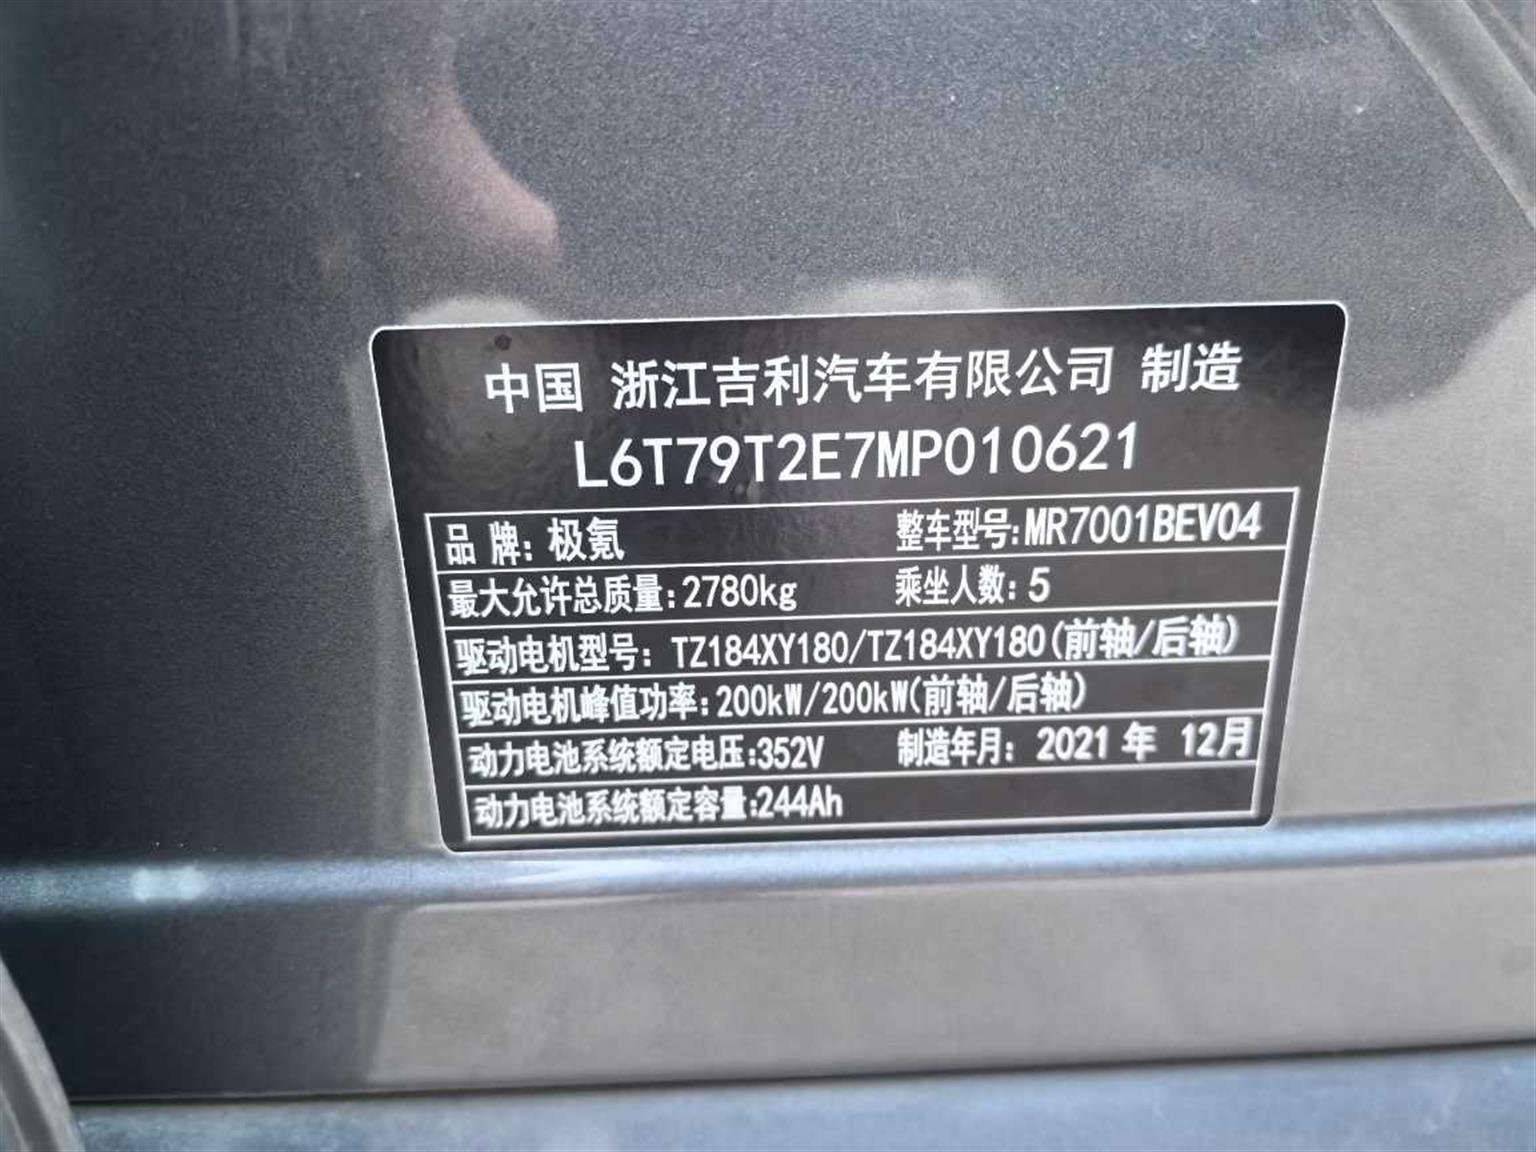 中国 浙江吉利汽车有限公司 制造
L6T79T2E7MP010621
品 牌: 极氪 整车型号:MR7001BEV04
最大允许总质量:2780kg 乘坐人数: 5
驱动电机型号: TZ184XY180/TZ184XY180(前轴/后轴)
驱动电机峰值功率:200kW/200kW(前轴/后轴)
动力电池系统额定电压:352V 制造年月: 2021 年 12月
动力电池系统额定容量:244Ah